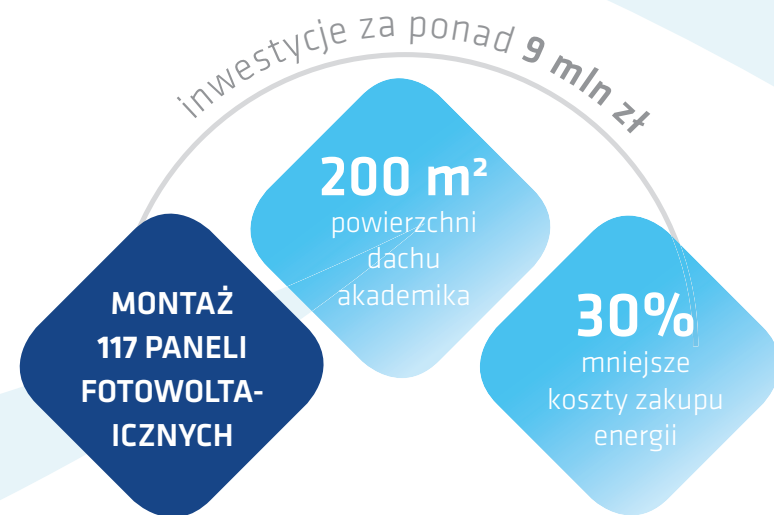 inwestycje za ponad 9 mln zł
200 m²
powierzchni
dachu
akademika
MONTAŻ
117 PANELI
FOTOWOLTA-
ICZNYCH
30%
mniejsze
koszty zakupu
energii